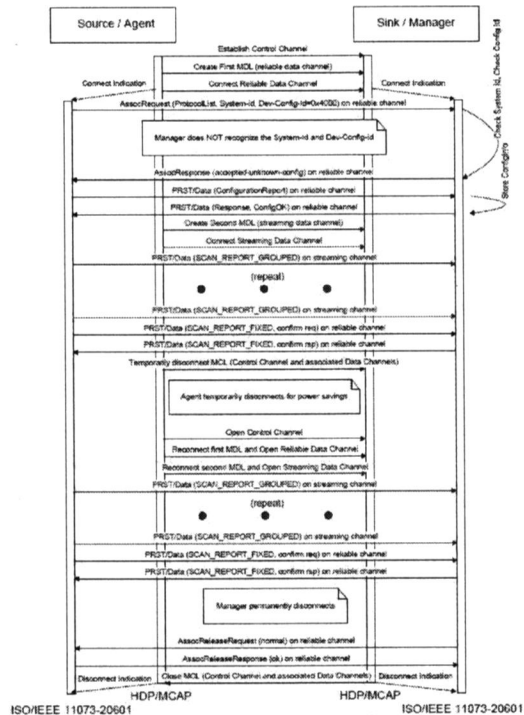 Source / Agent
Sink / Manager
Establish Control Channel
Create First MDL (reliable data channel)
Connect Indication
Connect Reliable Data Channel
Connect Indication
AssocRequest (ProtocolList, System-id, Dev-Config-Id=0x4000) on reliable channel
Check System Id, Check Config Id
Manager does NOT recognize the System-Id and Dev-Config-Id
AssocResponse (accepted-unknown-config) on reliable channel
PRST/Data (ConfigurationReport) on reliable channel
Store ConfigInfo
PRST/Data (Response, ConfigOK) on reliable channel
Create Second MDL (streaming data channel)
Connect Streaming Data Channel
PRST/Data (SCAN_REPORT_GROUPED) on streaming channel
(repeat)
PRST/Data (SCAN_REPORT_GROUPED) on streaming channel
PRST/Data (SCAN_REPORT_FIXED, confirm req) on reliable channel
PRST/Data (SCAN_REPORT_FIXED, confirm rsp) on reliable channel
Temporarily disconnect MCL (Control Channel and associated Data Channels)
Agent temporarily disconnects for power savings
Open Control Channel
Reconnect first MDL and Open Reliable Data Channel
Reconnect second MDL and Open Streaming Data Channel
PRST/Data (SCAN_REPORT_GROUPED) on streaming channel
(repeat)
PRST/Data (SCAN_REPORT_GROUPED) on streaming channel
PRST/Data (SCAN_REPORT_FIXED, confirm req) on reliable channel
PRST/Data (SCAN_REPORT_FIXED, confirm rsp) on reliable channel
Manager permanently disconnects
AssocReleaseRequest (normal) on reliable channel
AssocReleaseResponse (ok) on reliable channel
Disconnect Indication
Close MCL (Control Channel and associated Data Channels)
Disconnect Indication
HDP/MCAP
HDP/MCAP
ISO/IEEE 11073-20601
ISO/IEEE 11073-20601